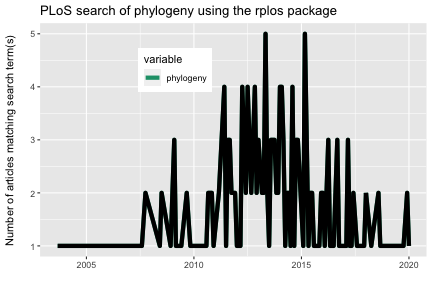 PLoS search of phylogeny using the rplos package
Number of articles matching search term(s)
5
4
3
2
1
variable
phylogeny
2005
2010
2015
2020